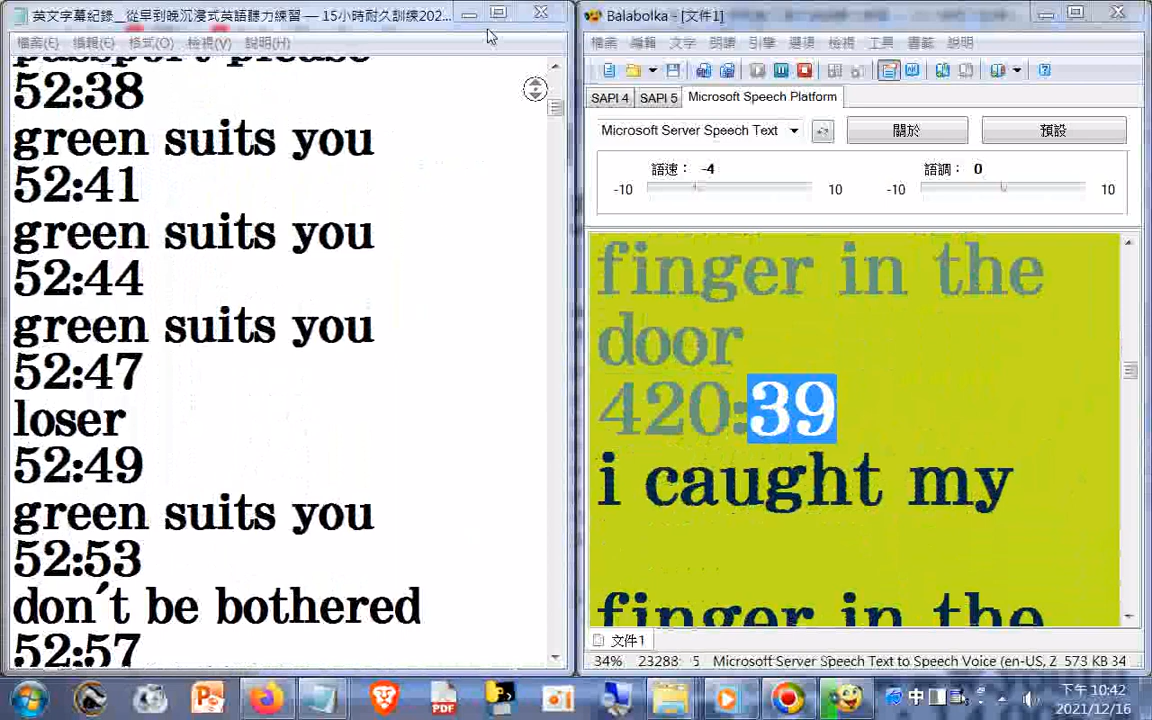 英文字幕紀錄__從早到晚沉浸式英語聽力練習 — 15小時耐久訓練202...
檔案(F) 編輯(E) 格式(O) 檢視(V) 說明(H)
passport please
52:38
green suits you
52:41
green suits you
52:44
green suits you
52:47
loser
52:49
green suits you
52:53
don't be bothered
52:57
Balabolka - [文件1]
檔案 編輯 文字 朗讀 引擎 選項 檢視 工具 書籤 說明
SAPI 4 SAPI 5 Microsoft Speech Platform
Microsoft Server Speech Text 關於 預設
語速： -4 語調： 0
-10 10 -10 10
finger in the
door
420:39
i caught my
finger in the
文件1
34% 23288: 5 Microsoft Server Speech Text to Speech Voice (en-US, Z 573 KB 34
PDF
中
下午 10:42
2021/12/16